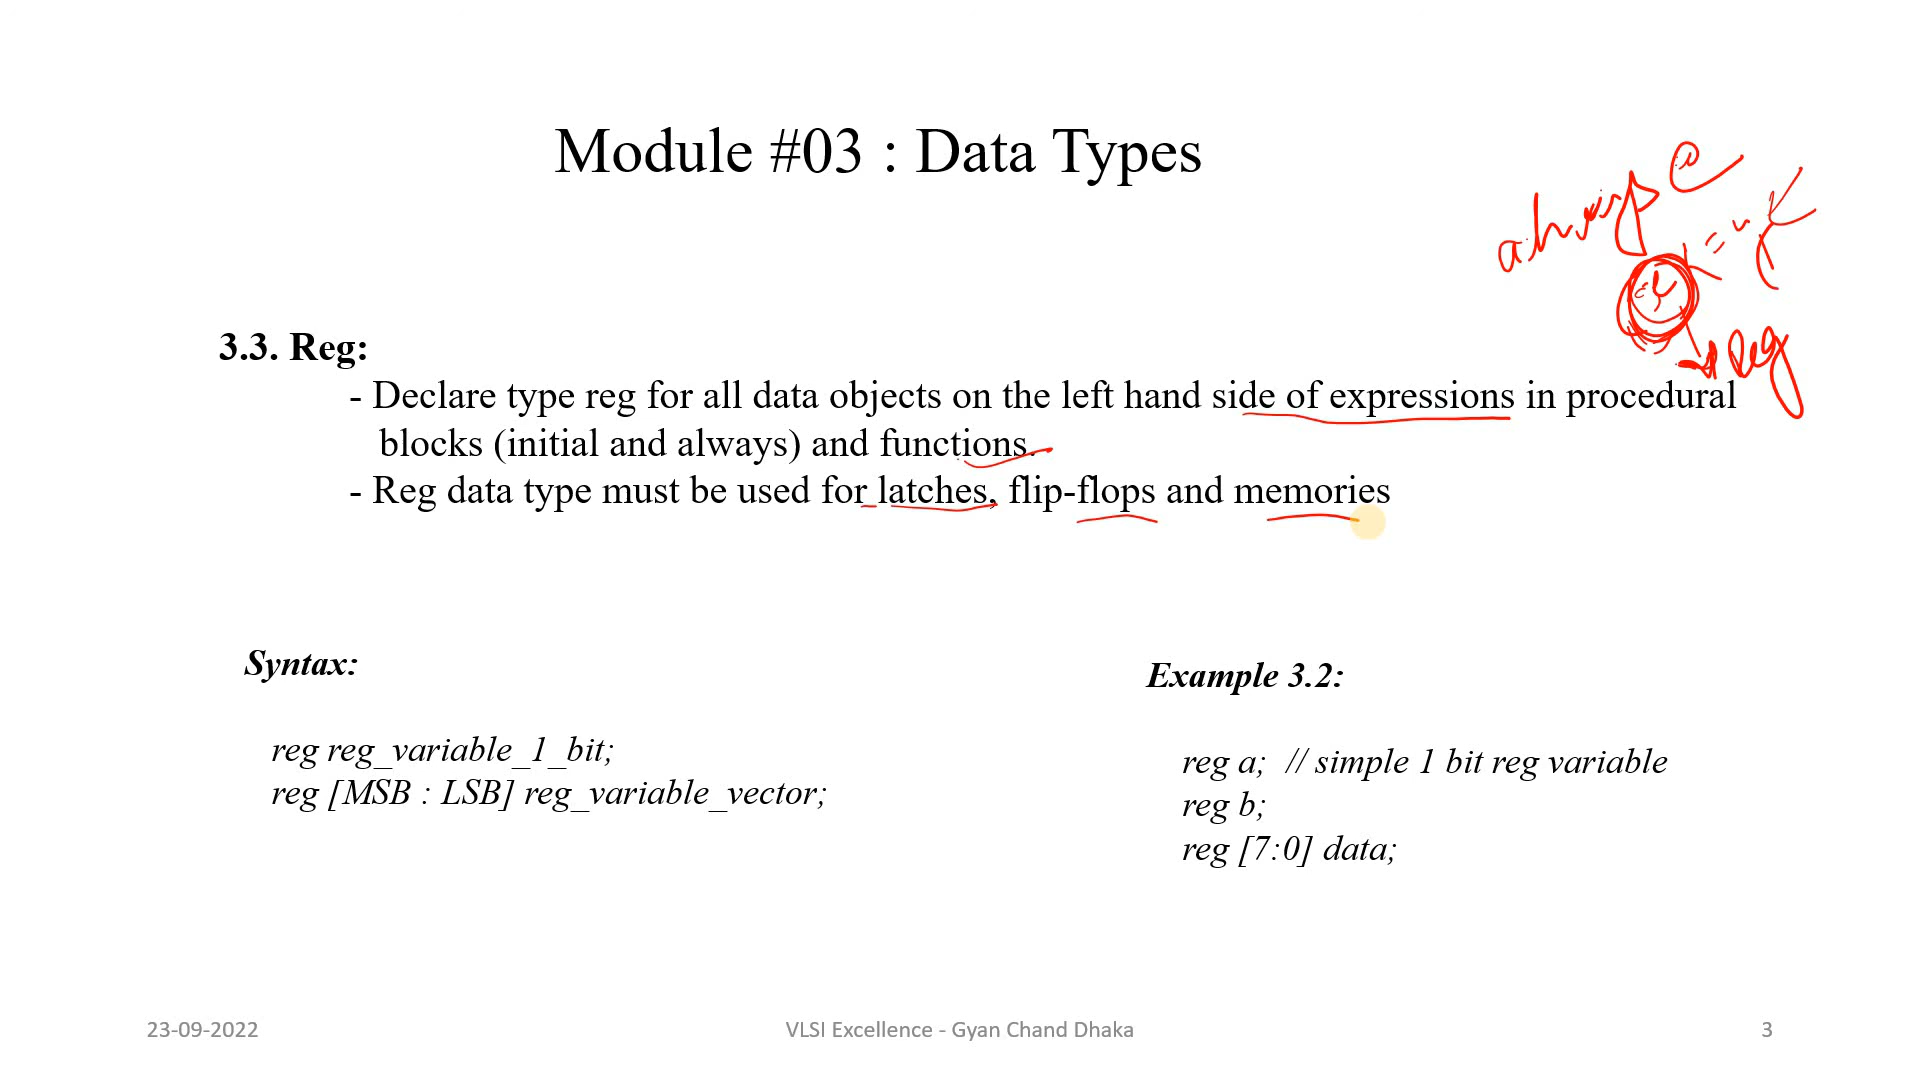 Module #03 : Data Types
always @
reg
3.3. Reg:
- Declare type reg for all data objects on the left hand side of expressions in procedural
blocks (initial and always) and functions.
- Reg data type must be used for latches, flip-flops and memories
Syntax:
reg reg_variable_1_bit;
reg [MSB : LSB] reg_variable_vector;
Example 3.2:
reg a;  // simple 1 bit reg variable
reg b;
reg [7:0] data;
23-09-2022
VLSI Excellence - Gyan Chand Dhaka
3